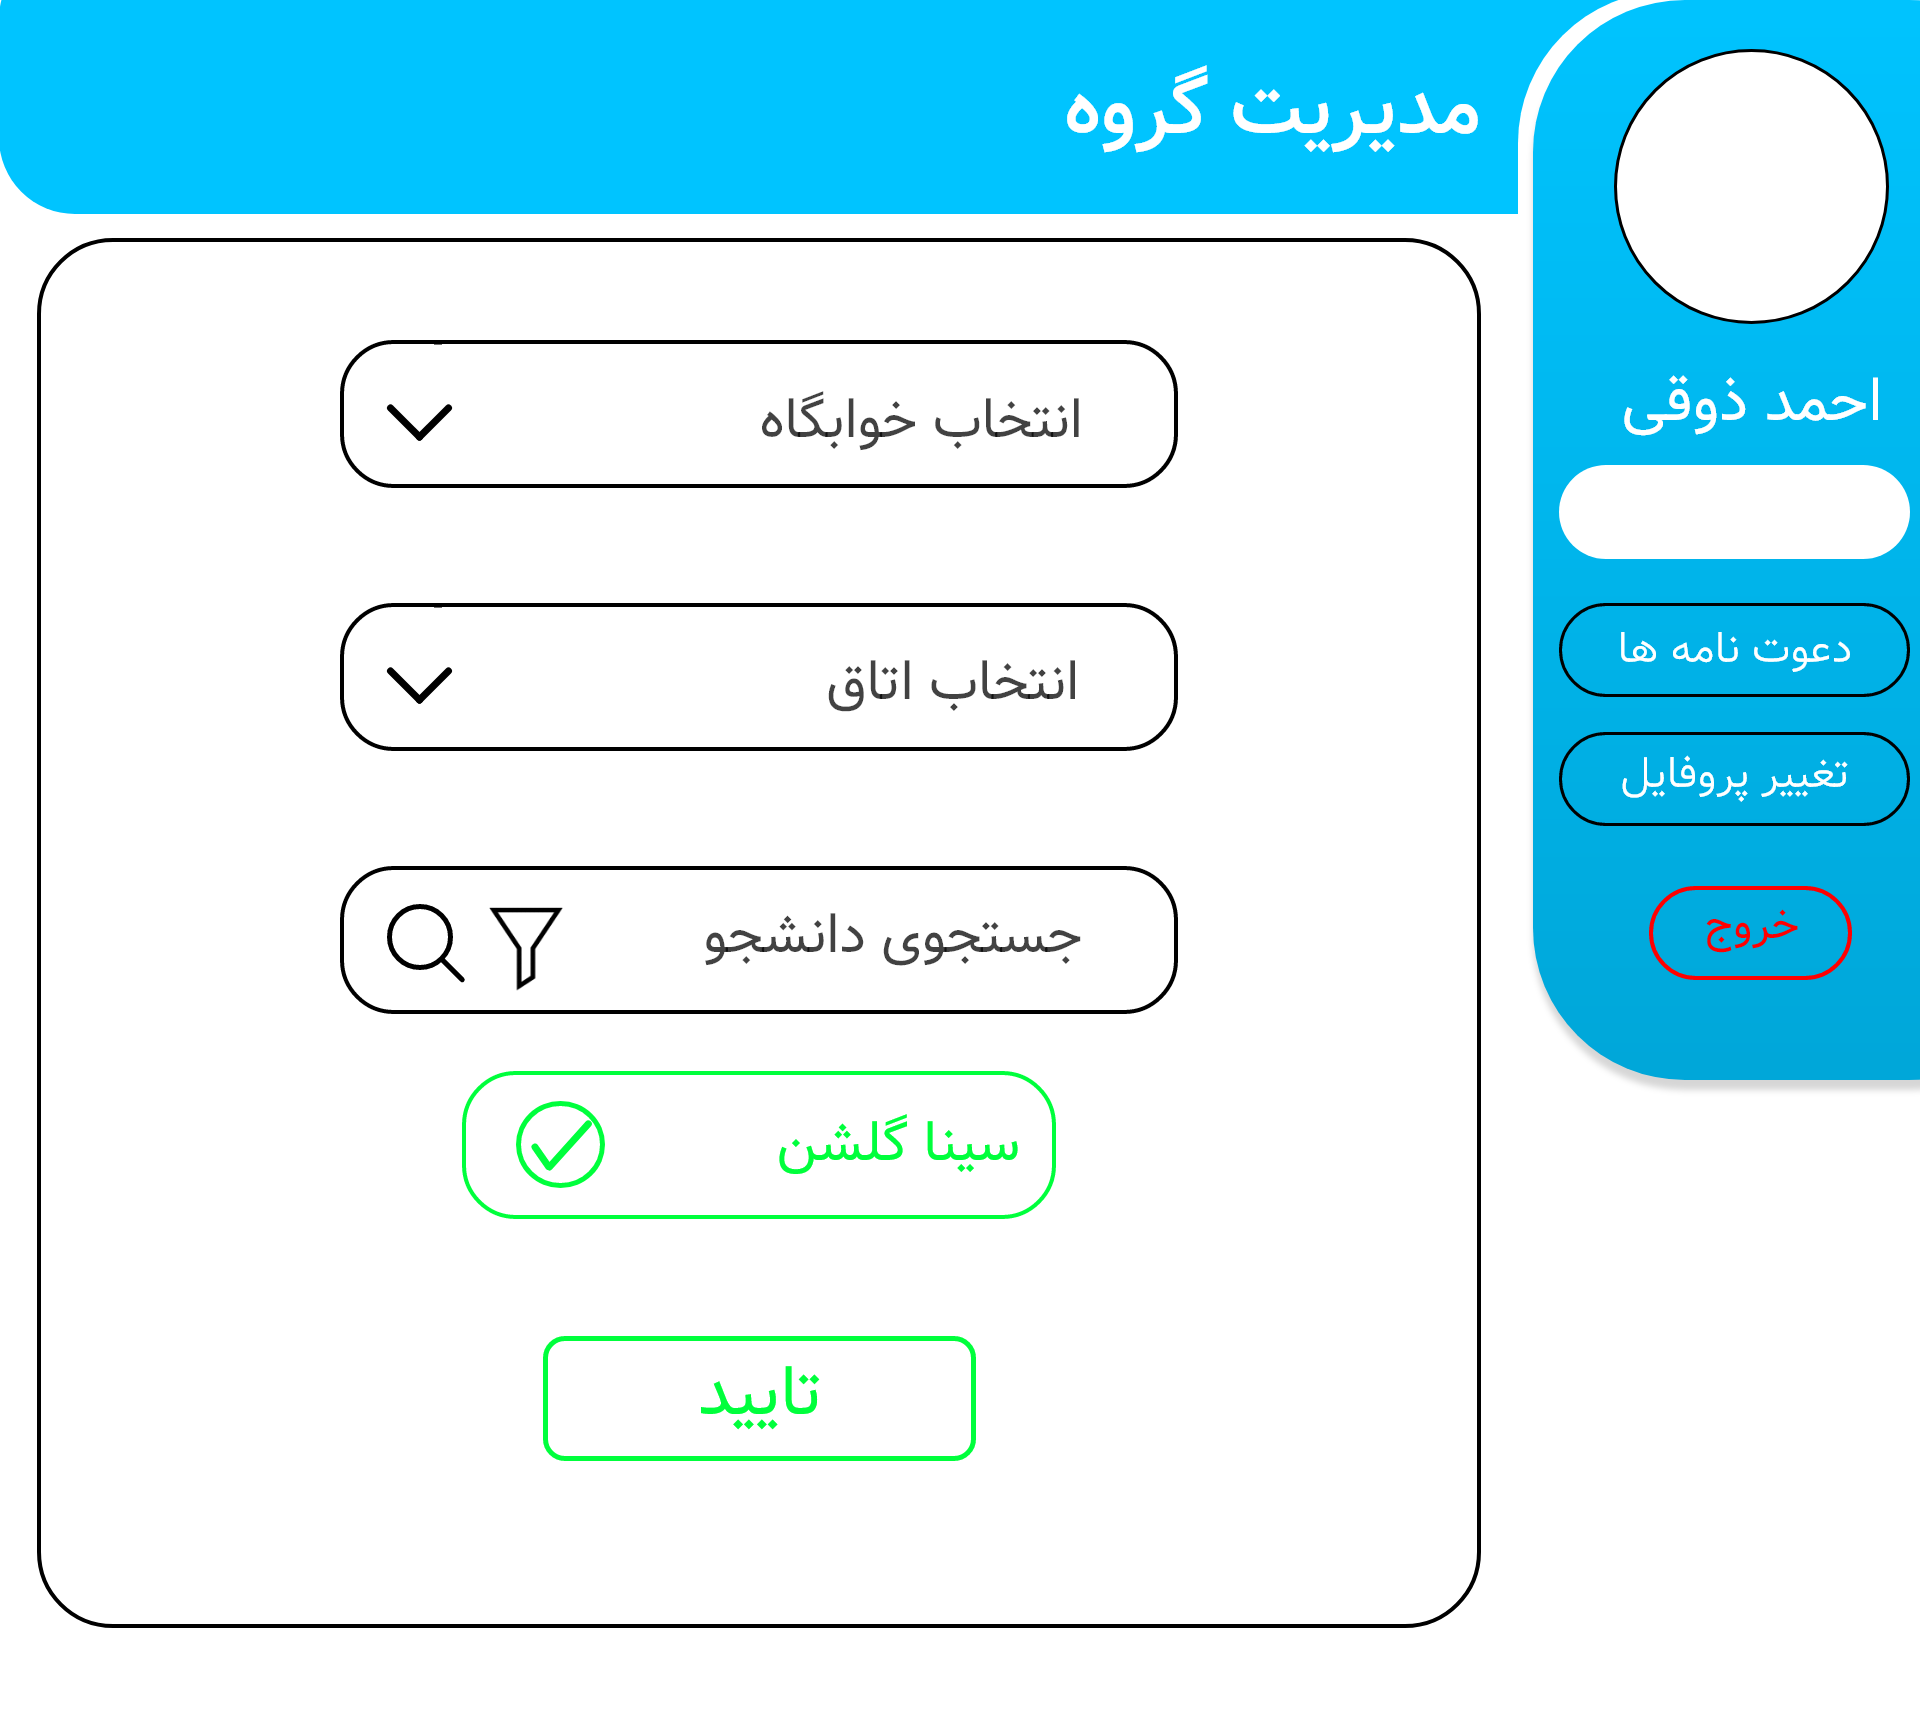 مدیریت گروه
احمد ذوقی
دعوت نامه ها
تغییر پروفایل
خروج
انتخاب خوابگاه
انتخاب اتاق
جستجوی دانشجو
سینا گلشن
تایید